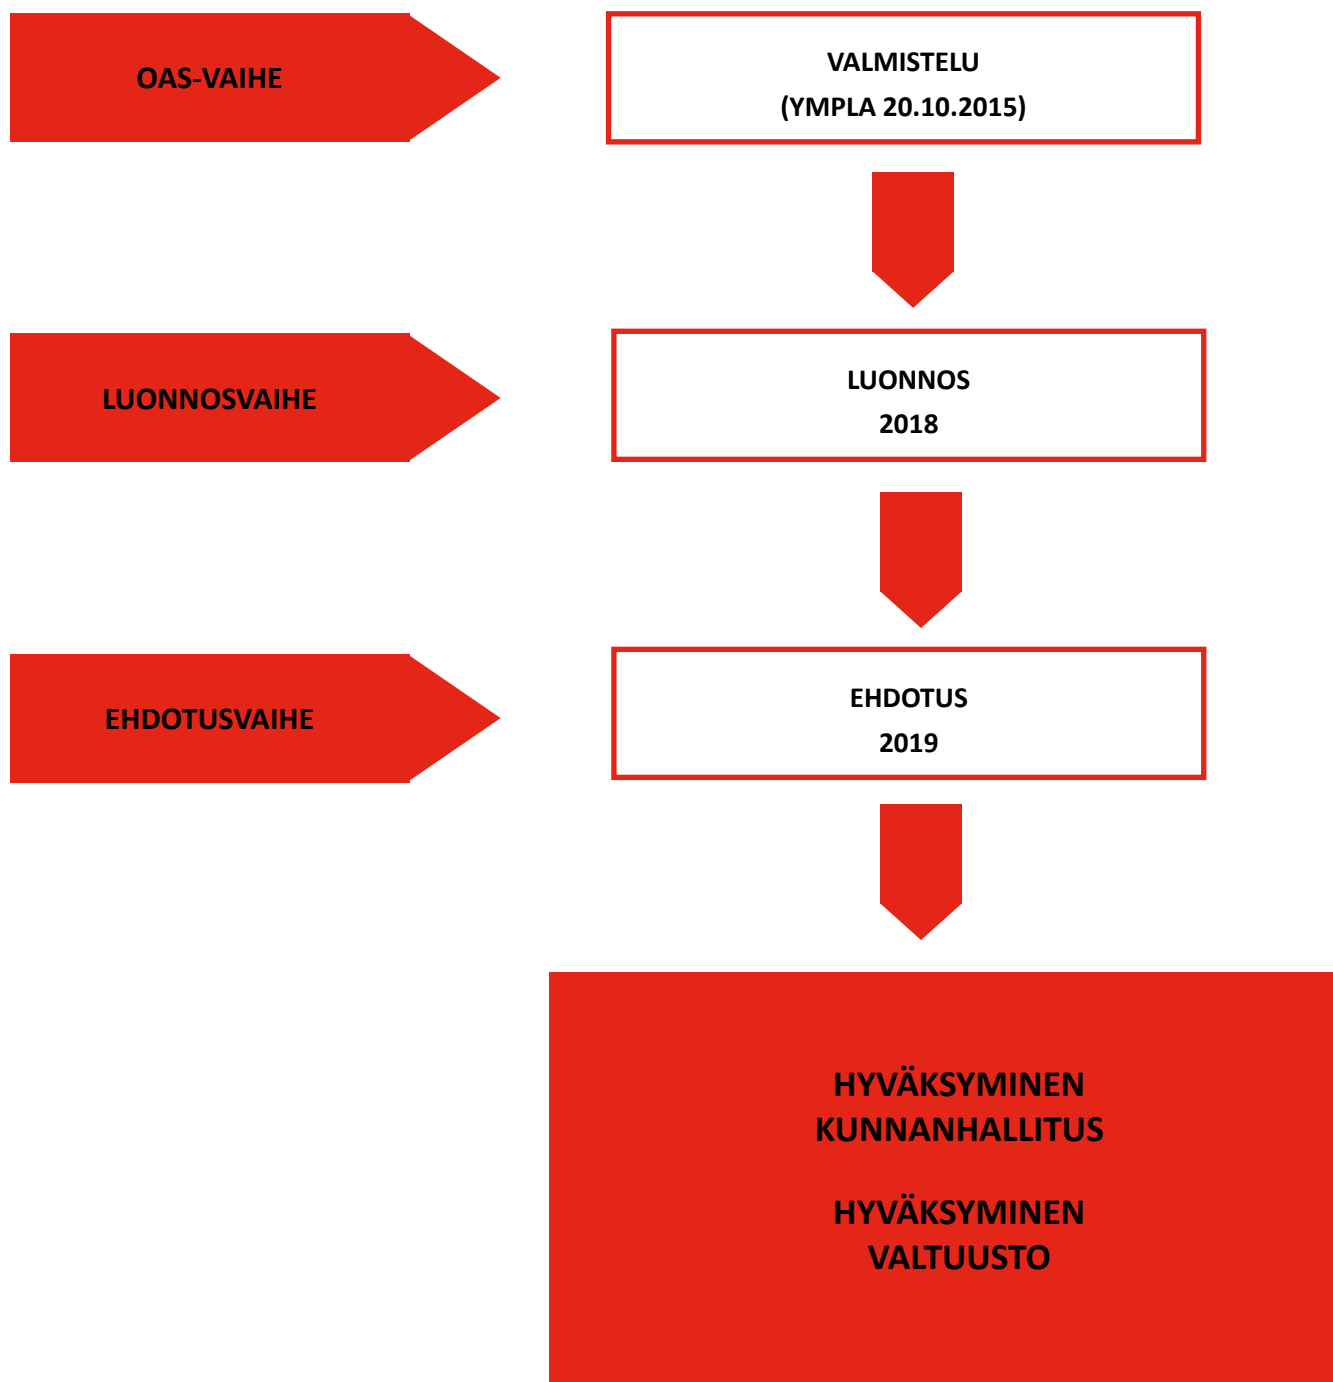 OAS-VAIHE
VALMISTELU
(YMPLA 20.10.2015)
LUONNOSVAIHE
LUONNOS
2018
EHDOTUSVAIHE
EHDOTUS
2019
HYVÄKSYMINEN
KUNNANHALLITUS
HYVÄKSYMINEN
VALTUUSTO